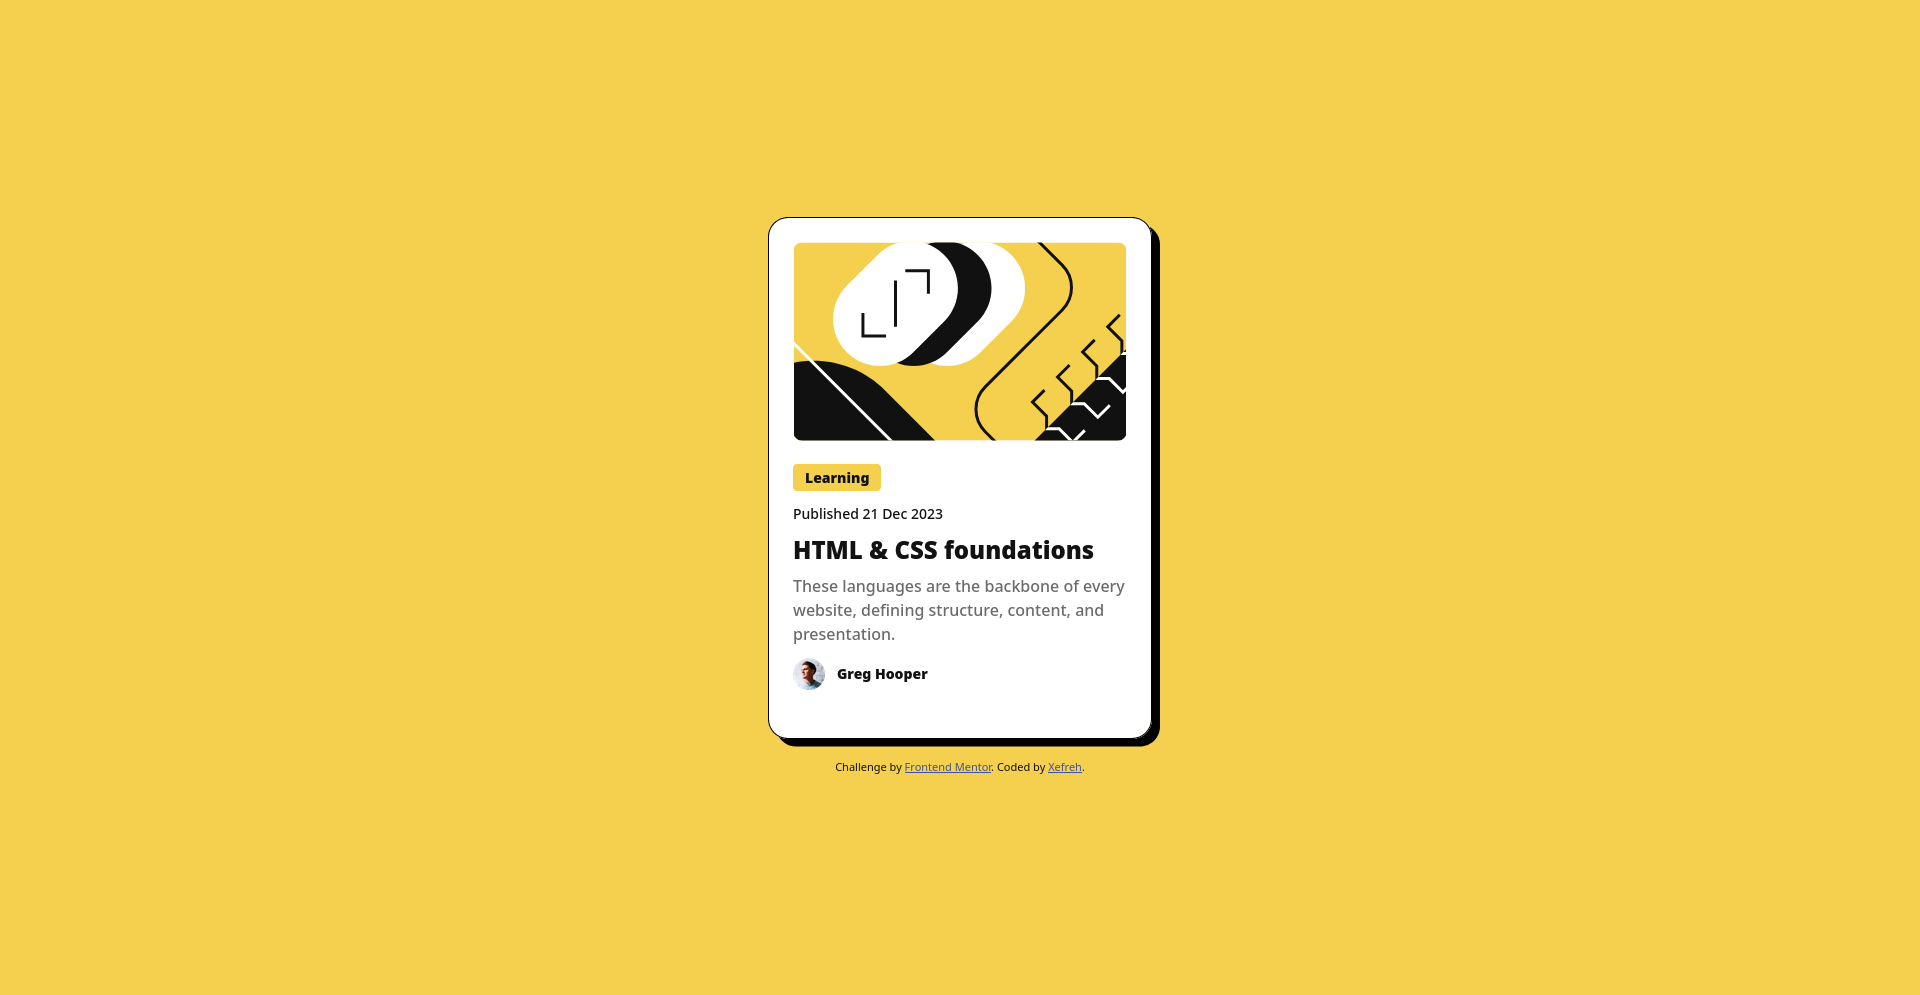 Learning
Published 21 Dec 2023
HTML & CSS foundations
These languages are the backbone of every
website, defining structure, content, and
presentation.
Greg Hooper
Challenge by Frontend Mentor. Coded by Xefreh.